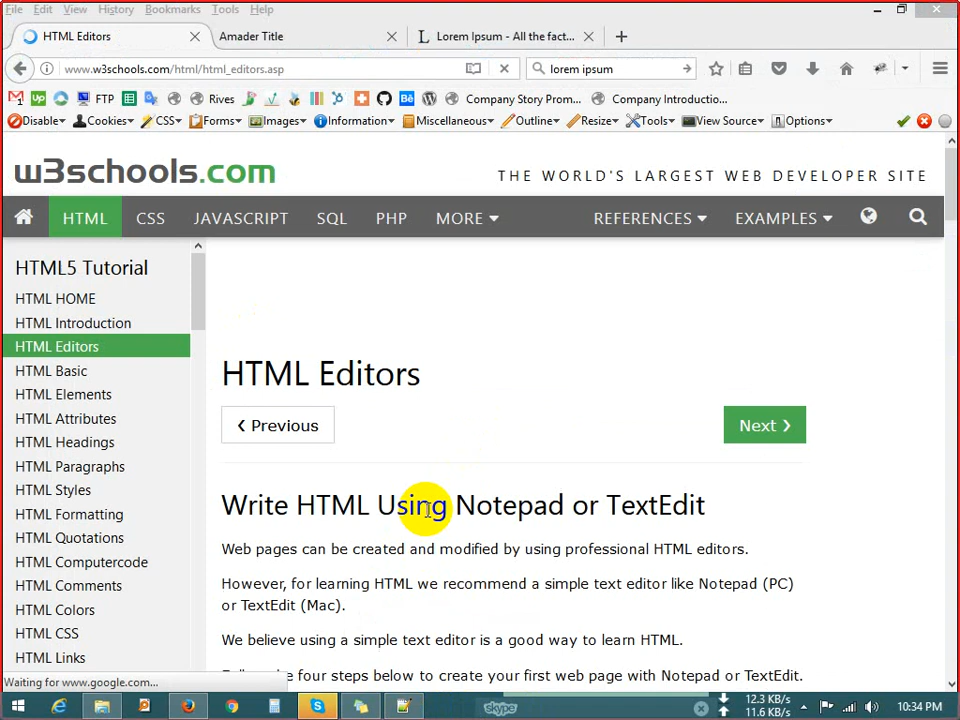 File Edit View History Bookmarks Tools Help
HTML Editors Amader Title Lorem Ipsum - All the fact...
www.w3schools.com/html/html_editors.asp lorem ipsum
FTP Rives Company Story Prom... Company Introductio...
Disable Cookies CSS Forms Images Information Miscellaneous Outline Resize Tools View Source Options
w3schools.com THE WORLD'S LARGEST WEB DEVELOPER SITE
HTML CSS JAVASCRIPT SQL PHP MORE REFERENCES EXAMPLES
HTML5 Tutorial
HTML HOME
HTML Introduction
HTML Editors
HTML Basic
HTML Elements
HTML Attributes
HTML Headings
HTML Paragraphs
HTML Styles
HTML Formatting
HTML Quotations
HTML Computercode
HTML Comments
HTML Colors
HTML CSS
HTML Links
HTML Editors
❮ Previous
Next ❯
Write HTML Using Notepad or TextEdit
Web pages can be created and modified by using professional HTML editors.
However, for learning HTML we recommend a simple text editor like Notepad (PC)
or TextEdit (Mac).
We believe using a simple text editor is a good way to learn HTML.
Follow the four steps below to create your first web page with Notepad or TextEdit.
Waiting for www.google.com...
skype
12.3 KB/s
11.6 KB/s
10:34 PM